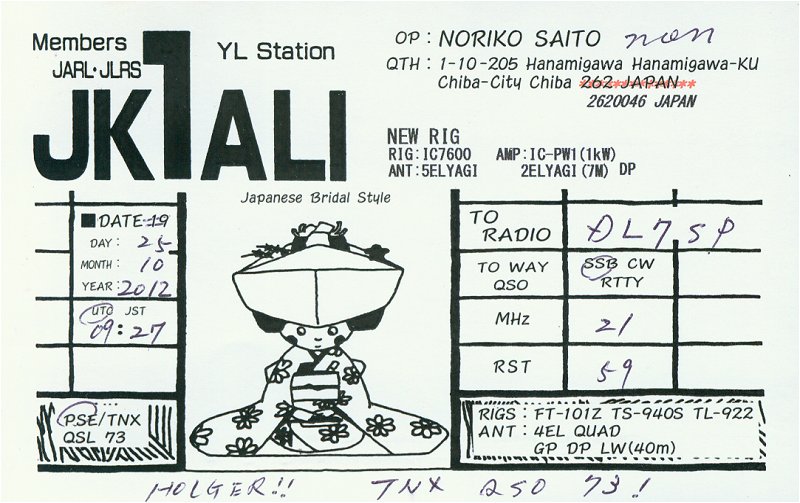 Members
JARL·JLRS
JK1ALI
YL Station
OP : NORIKO SAITO non
QTH : 1-10-205 Hanamigawa Hanamigawa-KU
Chiba-City Chiba 262 JAPAN
2620046 JAPAN
NEW RIG
RIG:IC7600 AMP:IC-PW1(1kW)
ANT:5ELYAGI 2ELYAGI(7M) DP
Japanese Bridal Style
■DATE 19
DAY: 25
MONTH: 10
YEAR: 2012
UTC JST
09:27
PSE/TNX
QSL 73
TO RADIO DL7SP
TO WAY QSO SSB CW RTTY
MHz 21
RST 59
RIGS : FT-101Z TS-940S TL-922
ANT : 4EL QUAD
GP DP LW(40m)
HOLGER!! TNX QSO 73!